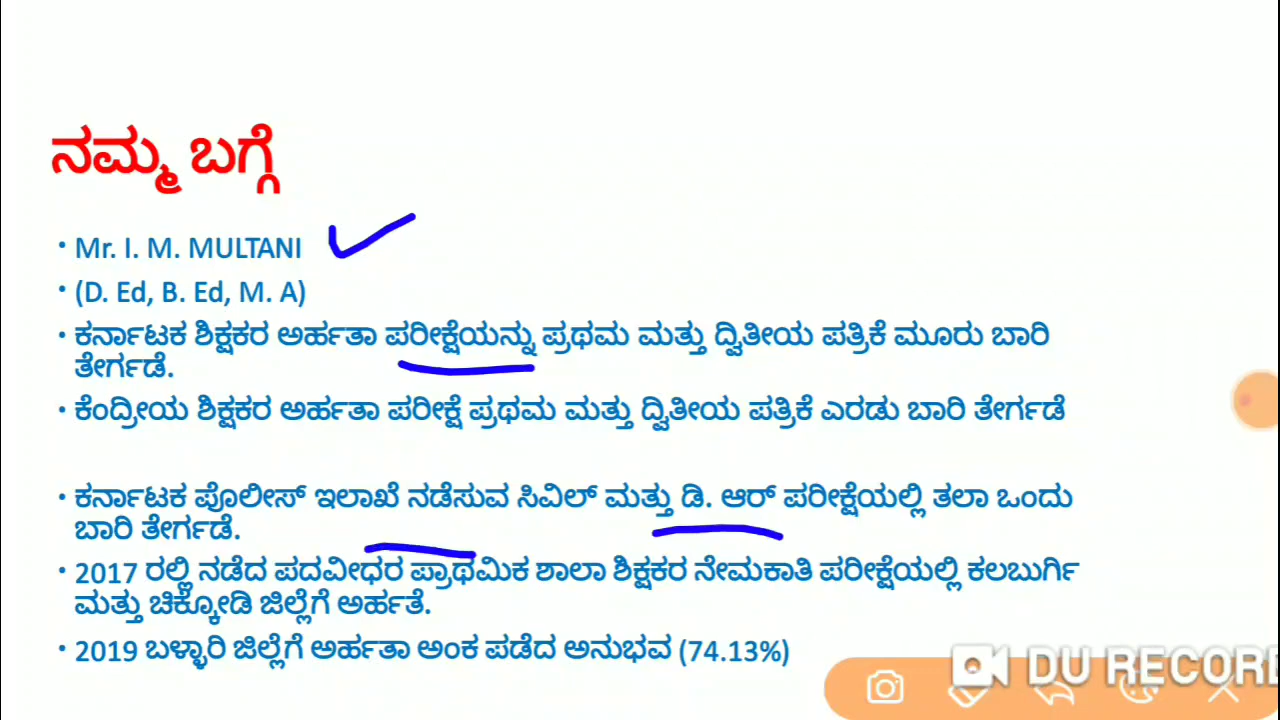 ನಮ್ಮ ಬಗ್ಗೆ
• Mr. I. M. MULTANI
• (D. Ed, B. Ed, M. A)
• ಕರ್ನಾಟಕ ಶಿಕ್ಷಕರ ಅರ್ಹತಾ ಪರೀಕ್ಷೆಯನ್ನು ಪ್ರಥಮ ಮತ್ತು ದ್ವಿತೀಯ ಪತ್ರಿಕೆ ಮೂರು ಬಾರಿ
ತೇರ್ಗಡೆ.
• ಕೆಂದ್ರೀಯ ಶಿಕ್ಷಕರ ಅರ್ಹತಾ ಪರೀಕ್ಷೆ ಪ್ರಥಮ ಮತ್ತು ದ್ವಿತೀಯ ಪತ್ರಿಕೆ ಎರಡು ಬಾರಿ ತೇರ್ಗಡೆ
• ಕರ್ನಾಟಕ ಪೊಲೀಸ್ ಇಲಾಖೆ ನಡೆಸುವ ಸಿವಿಲ್ ಮತ್ತು ಡಿ. ಆರ್ ಪರೀಕ್ಷೆಯಲ್ಲಿ ತಲಾ ಒಂದು
ಬಾರಿ ತೇರ್ಗಡೆ.
• 2017 ರಲ್ಲಿ ನಡೆದ ಪದವೀಧರ ಪ್ರಾಥಮಿಕ ಶಾಲಾ ಶಿಕ್ಷಕರ ನೇಮಕಾತಿ ಪರೀಕ್ಷೆಯಲ್ಲಿ ಕಲಬುರ್ಗಿ
ಮತ್ತು ಚಿಕ್ಕೋಡಿ ಜಿಲ್ಲೆಗೆ ಅರ್ಹತೆ.
• 2019 ಬಳ್ಳಾರಿ ಜಿಲ್ಲೆಗೆ ಅರ್ಹತಾ ಅಂಕ ಪಡೆದ ಅನುಭವ (74.13%)
DU RECORD